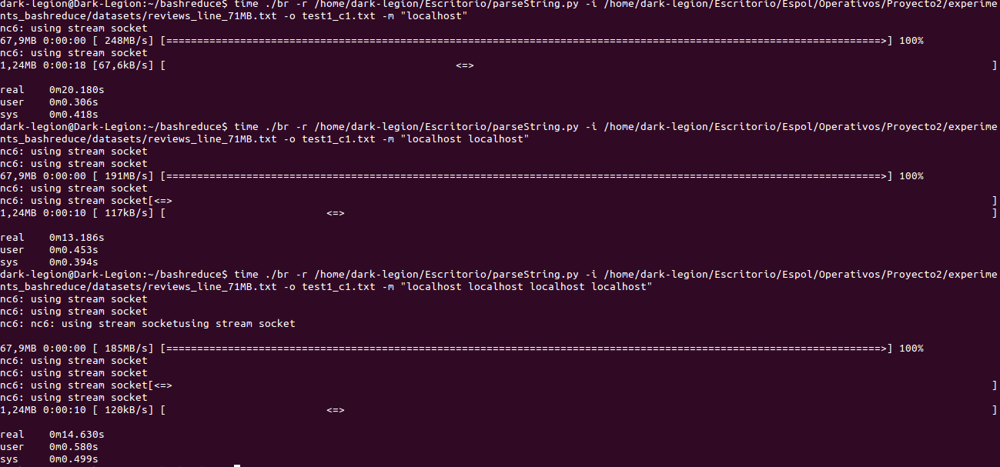 dark-legion@Dark-Legion:~/bashreduce$ time ./br -r /home/dark-legion/Escritorio/parseString.py -i /home/dark-legion/Escritorio/Espol/Operativos/Proyecto2/experime
nts_bashreduce/datasets/reviews_line_71MB.txt -o test1_c1.txt -m "localhost"
nc6: using stream socket
67,9MB 0:00:00 [ 248MB/s] [=====================================================================================================================>] 100%
nc6: using stream socket
1,24MB 0:00:18 [67,6kB/s] [                                               <=>                                                                                    ]
real    0m20.180s
user    0m0.306s
sys     0m0.418s
dark-legion@Dark-Legion:~/bashreduce$ time ./br -r /home/dark-legion/Escritorio/parseString.py -i /home/dark-legion/Escritorio/Espol/Operativos/Proyecto2/experime
nts_bashreduce/datasets/reviews_line_71MB.txt -o test1_c1.txt -m "localhost localhost"
nc6: using stream socket
nc6: using stream socket
67,9MB 0:00:00 [ 191MB/s] [=====================================================================================================================>] 100%
nc6: using stream socket
nc6: using stream socket[<=>                                                                                                                                     ]
1,24MB 0:00:10 [ 117kB/s] [                          <=>                                                                                                         ]
real    0m13.186s
user    0m0.453s
sys     0m0.394s
dark-legion@Dark-Legion:~/bashreduce$ time ./br -r /home/dark-legion/Escritorio/parseString.py -i /home/dark-legion/Escritorio/Espol/Operativos/Proyecto2/experime
nts_bashreduce/datasets/reviews_line_71MB.txt -o test1_c1.txt -m "localhost localhost localhost localhost"
nc6: using stream socket
nc6: using stream socket
nc6: nc6: using stream socketusing stream socket
67,9MB 0:00:00 [ 185MB/s] [=====================================================================================================================>] 100%
nc6: using stream socket
nc6: using stream socket
nc6: using stream socket[<=>                                                                                                                                     ]
nc6: using stream socket
1,24MB 0:00:10 [ 120kB/s] [                          <=>                                                                                                         ]
real    0m14.630s
user    0m0.580s
sys     0m0.499s